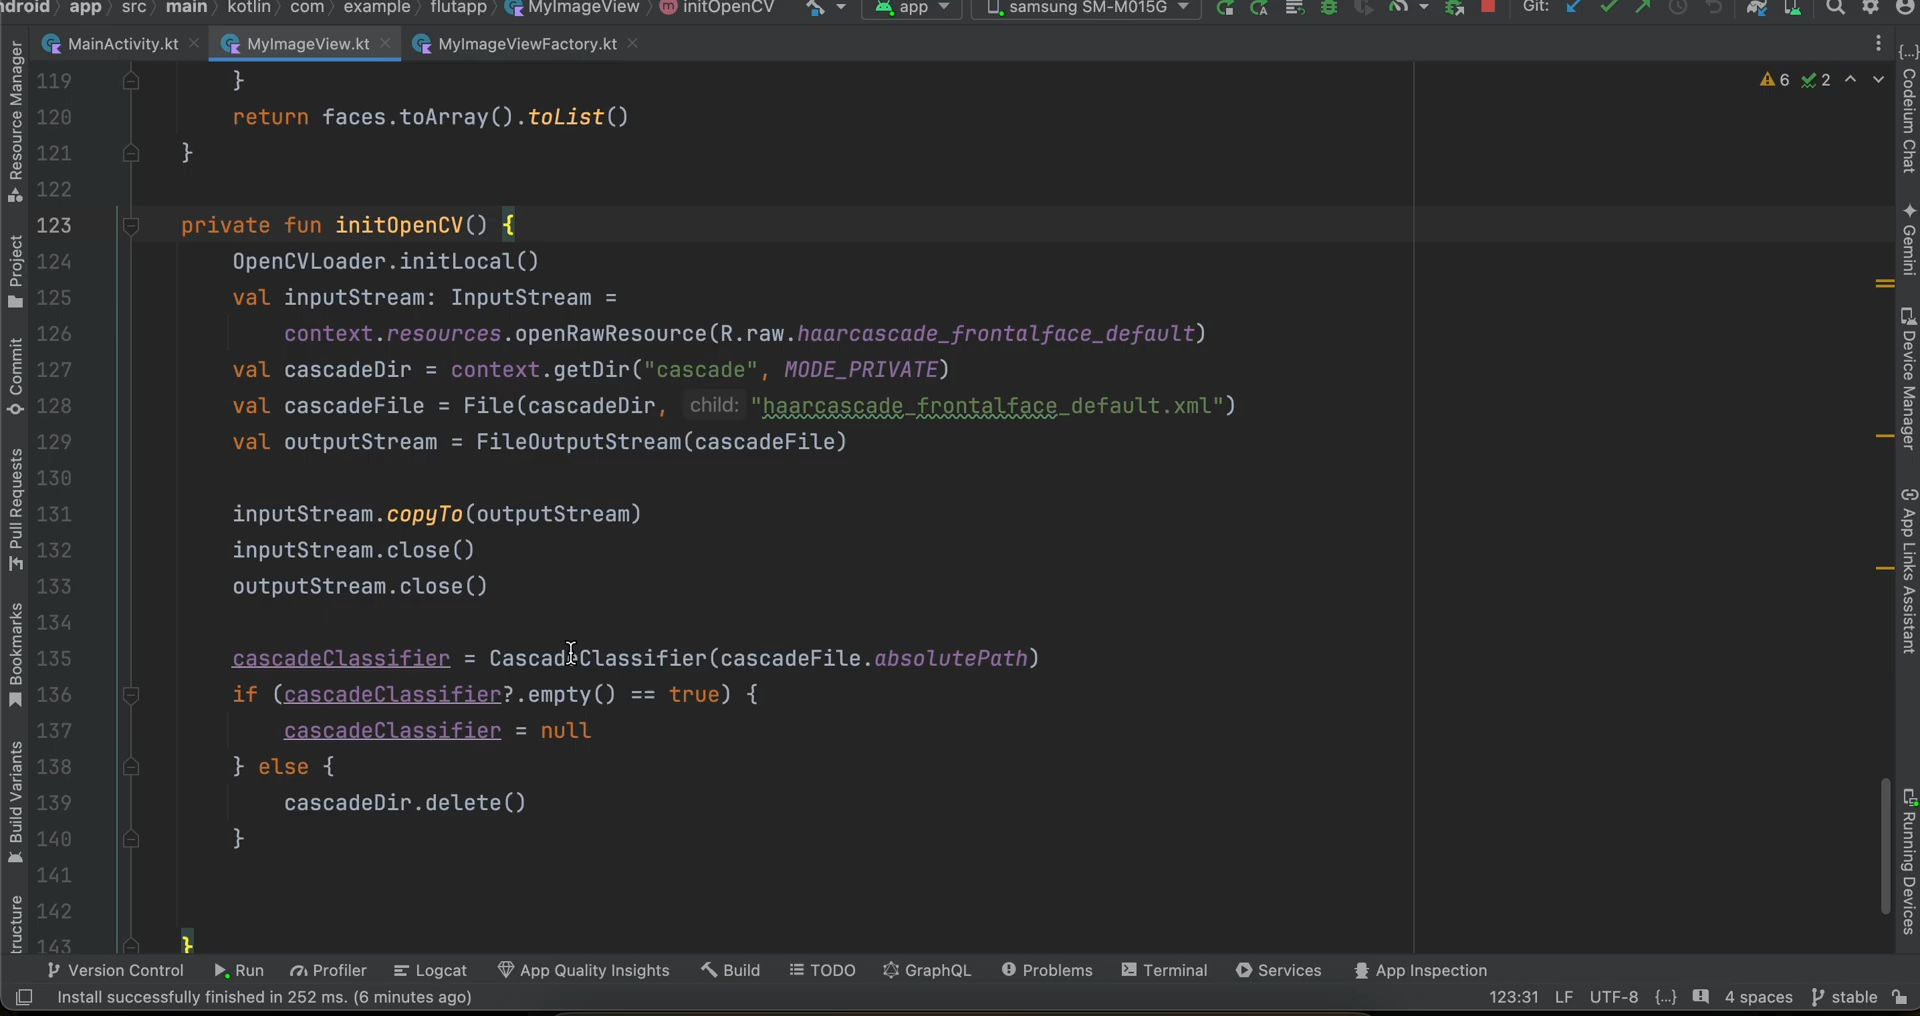 ndroid app src main kotlin com example flutapp MyImageView initOpenCV app samsung SM-M015G Git:
MainActivity.kt MyImageView.kt MyImageViewFactory.kt
6 2
119 }
120 return faces.toArray().toList()
121 }
122
123 private fun initOpenCV() {
124 OpenCVLoader.initLocal()
125 val inputStream: InputStream =
126 context.resources.openRawResource(R.raw.haarcascade_frontalface_default)
127 val cascadeDir = context.getDir("cascade", MODE_PRIVATE)
128 val cascadeFile = File(cascadeDir, child: "haarcascade_frontalface_default.xml")
129 val outputStream = FileOutputStream(cascadeFile)
130
131 inputStream.copyTo(outputStream)
132 inputStream.close()
133 outputStream.close()
134
135 cascadeClassifier = CascadeClassifier(cascadeFile.absolutePath)
136 if (cascadeClassifier?.empty() == true) {
137 cascadeClassifier = null
138 } else {
139 cascadeDir.delete()
140 }
141
142
143 }
Resource Manager
Project
Commit
Pull Requests
Bookmarks
Build Variants
tructure
Codeium Chat
Gemini
Device Manager
App Links Assistant
Running Devices
Version Control Run Profiler Logcat App Quality Insights Build TODO GraphQL Problems Terminal Services App Inspection
Install successfully finished in 252 ms. (6 minutes ago) 123:31 LF UTF-8 {..} 4 spaces stable